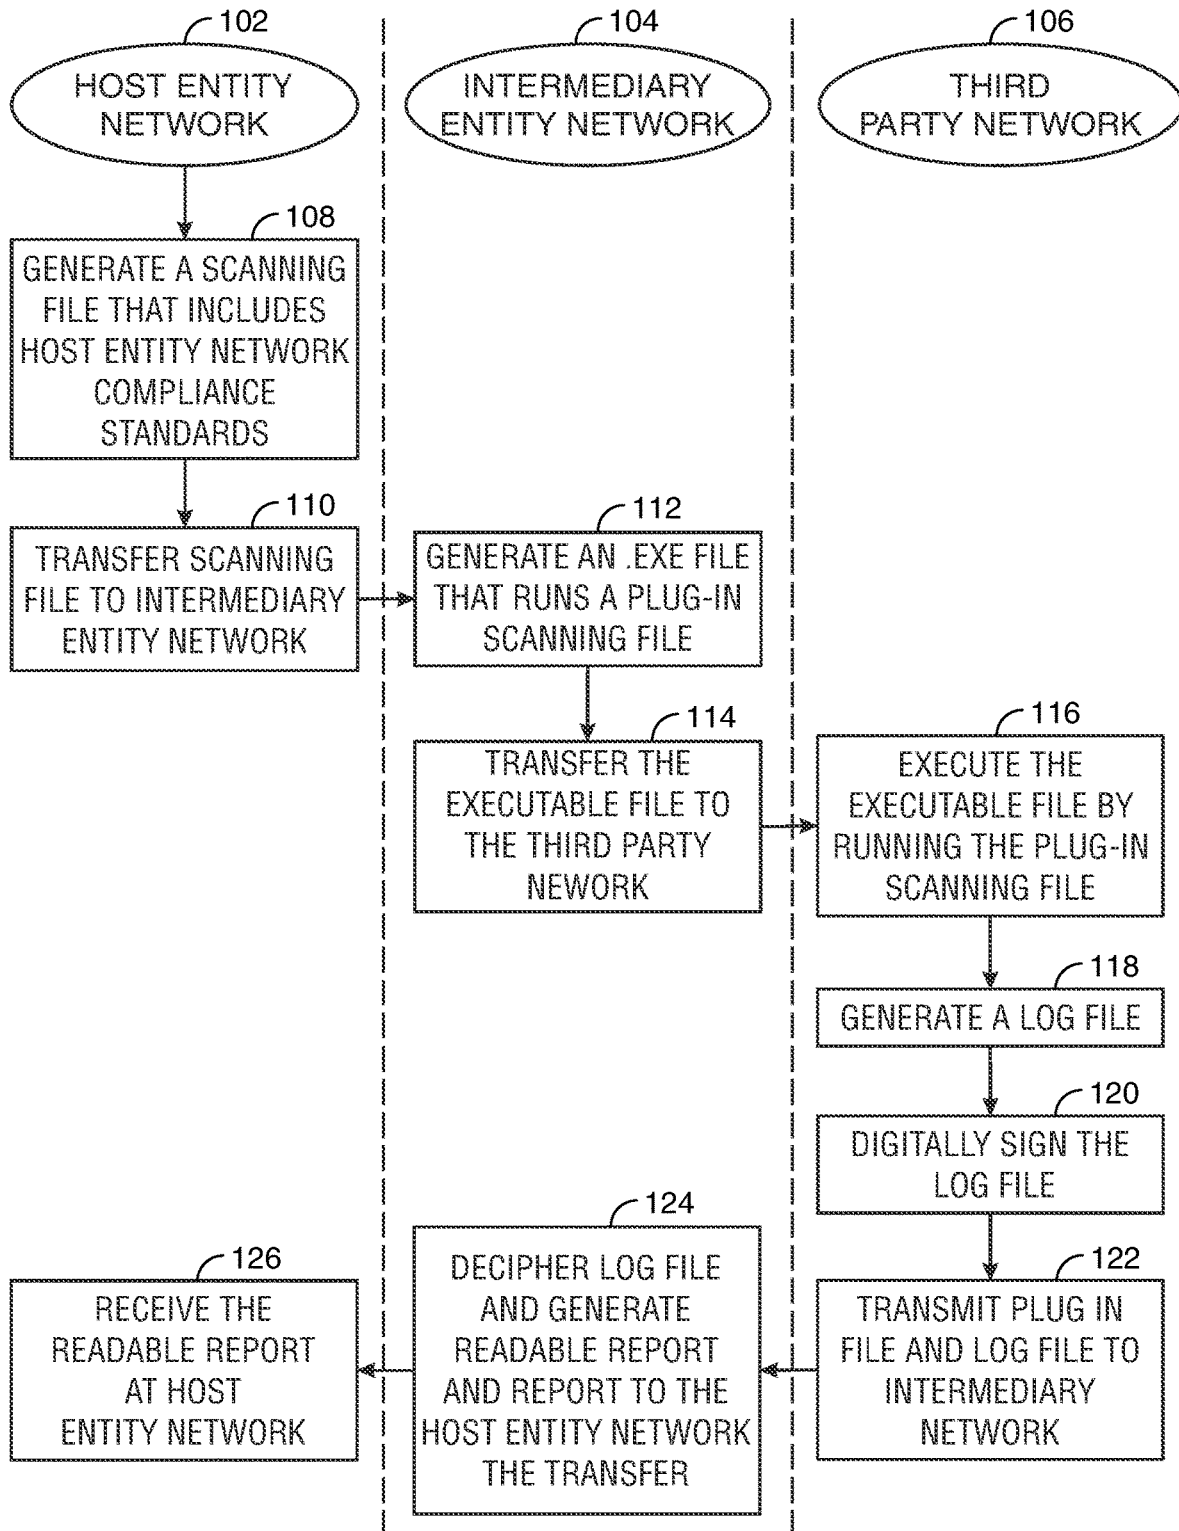 102
HOST ENTITY
NETWORK
104
INTERMEDIARY
ENTITY NETWORK
106
THIRD
PARTY NETWORK
108
GENERATE A SCANNING
FILE THAT INCLUDES
HOST ENTITY NETWORK
COMPLIANCE
STANDARDS
110
TRANSFER SCANNING
FILE TO INTERMEDIARY
ENTITY NETWORK
112
GENERATE AN .EXE FILE
THAT RUNS A PLUG-IN
SCANNING FILE
114
TRANSFER THE
EXECUTABLE FILE TO
THE THIRD PARTY
NEWORK
116
EXECUTE THE
EXECUTABLE FILE BY
RUNNING THE PLUG-IN
SCANNING FILE
118
GENERATE A LOG FILE
120
DIGITALLY SIGN THE
LOG FILE
122
TRANSMIT PLUG IN
FILE AND LOG FILE TO
INTERMEDIARY
NETWORK
124
DECIPHER LOG FILE
AND GENERATE
READABLE REPORT
AND REPORT TO THE
HOST ENTITY NETWORK
THE TRANSFER
126
RECEIVE THE
READABLE REPORT
AT HOST
ENTITY NETWORK